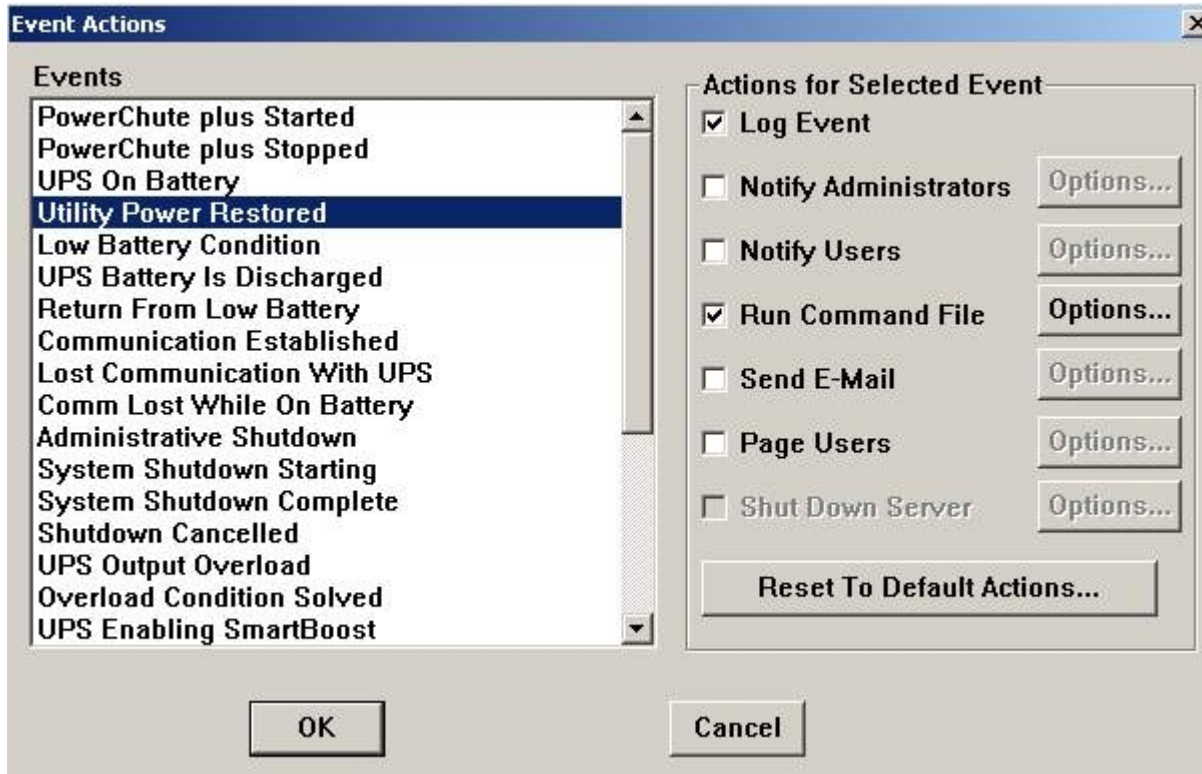 Event Actions
Events
PowerChute plus Started
PowerChute plus Stopped
UPS On Battery
Utility Power Restored
Low Battery Condition
UPS Battery Is Discharged
Return From Low Battery
Communication Established
Lost Communication With UPS
Comm Lost While On Battery
Administrative Shutdown
System Shutdown Starting
System Shutdown Complete
Shutdown Cancelled
UPS Output Overload
Overload Condition Solved
UPS Enabling SmartBoost
Actions for Selected Event
Log Event
Notify Administrators Options...
Notify Users Options...
Run Command File Options...
Send E-Mail Options...
Page Users Options...
Shut Down Server Options...
Reset To Default Actions...
OK Cancel